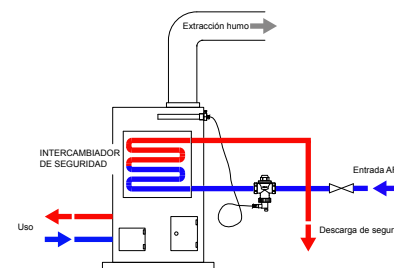 Extracción humo
INTERCAMBIADOR
DE SEGURIDAD
Entrada AF
Uso
Descarga de segur